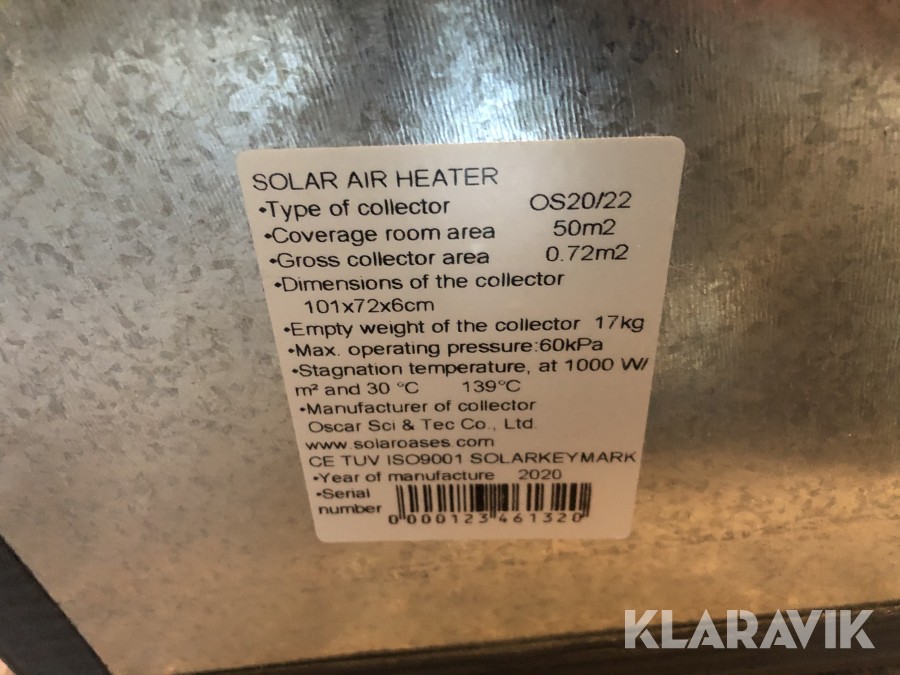 SOLAR AIR HEATER
•Type of collector OS20/22
•Coverage room area 50m2
•Gross collector area 0.72m2
•Dimensions of the collector
101x72x6cm
•Empty weight of the collector 17kg
•Max. operating pressure:60kPa
•Stagnation temperature, at 1000 W/
m² and 30 °C 139°C
•Manufacturer of collector
Oscar Sci & Tec Co., Ltd.
www.solaroases.com
CE TUV ISO9001 SOLARKEYMARK
•Year of manufacture 2020
•Serial
number 0 000123 461320
KLARAVIK